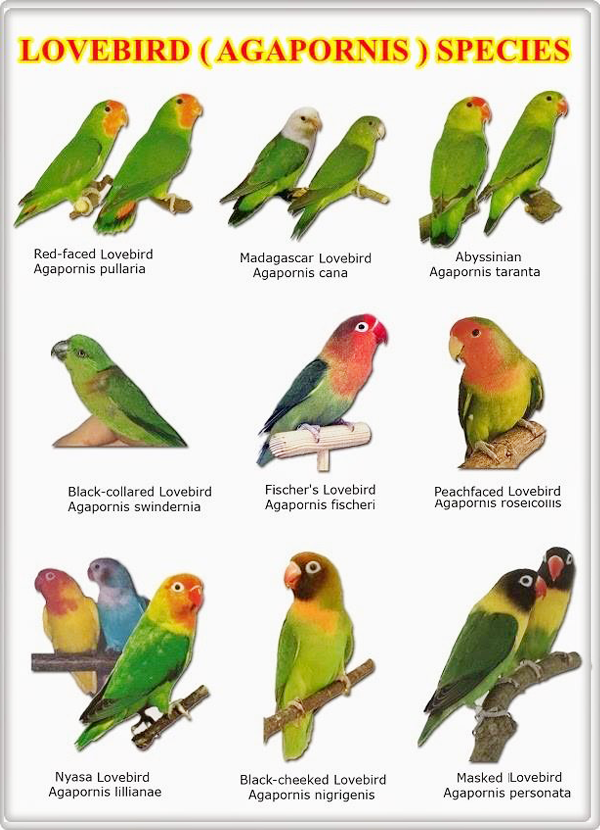 LOVEBIRD ( AGAPORNIS ) SPECIES
Red-faced Lovebird
Agapornis pullaria
Madagascar Lovebird
Agapornis cana
Abyssinian
Agapornis taranta
Black-collared Lovebird
Agapornis swindernia
Fischer's Lovebird
Agapornis fischeri
Peachfaced Lovebird
Agapornis roseicollis
Nyasa Lovebird
Agapornis lillianae
Black-cheeked Lovebird
Agapornis nigrigenis
Masked Lovebird
Agapornis personata